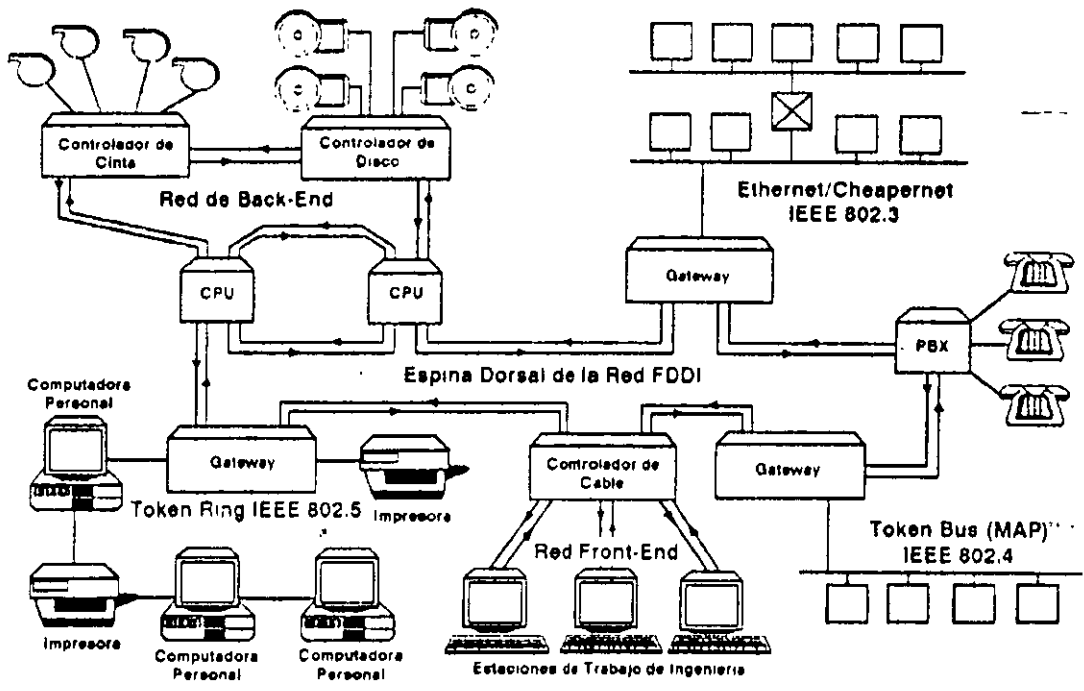 Controlador de
Cinta
Controlador de
Disco
Red de Back-End
Ethernet/Cheapernet
IEEE 802.3
CPU
CPU
Gateway
PBX
Espina Dorsal de la Red FDDI
Computadora
Personal
Gateway
Impresora
Controlador de
Cable
Gateway
Token Ring IEEE 802.5
Red Front-End
Token Bus (MAP)
IEEE 802.4
Impresora
Computadora
Personal
Computadora
Personal
Estaciones de Trabajo de Ingenieria